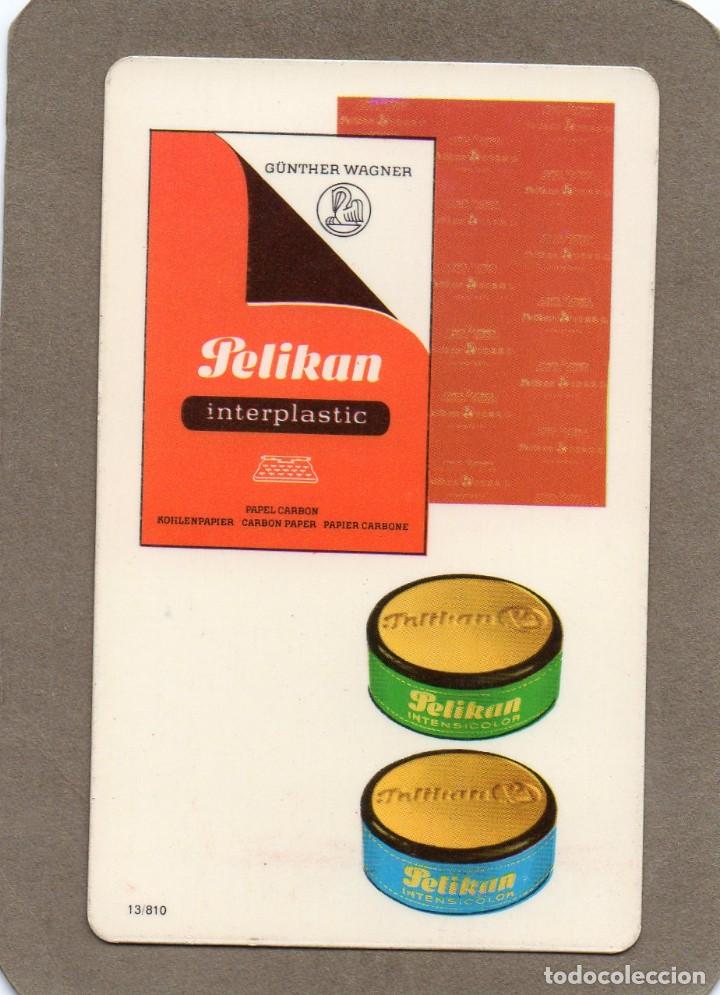 GÜNTHER WAGNER
Pelikan
interplastic
PAPEL CARBON
KOHLENPAPIER CARBON PAPER PAPIER CARBONE
Pelikan
Pelikan
INTENSICOLOR
Pelikan
Pelikan
INTENSICOLOR
13/810
todocoleccion.net